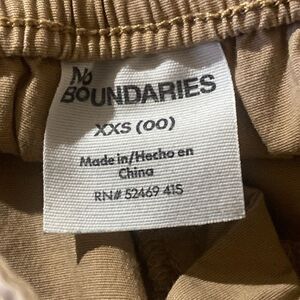 No
BOUNDARIES
XXS (00)
Made in/Hecho en
China
RN# 52469 415